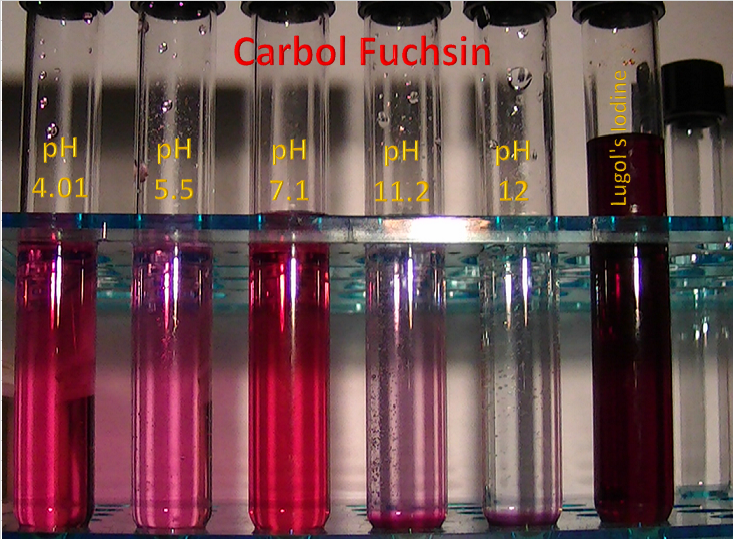 Carbol Fuchsin
pH
4.01
pH
5.5
pH
7.1
pH
11.2
pH
12
Lugol's Iodine